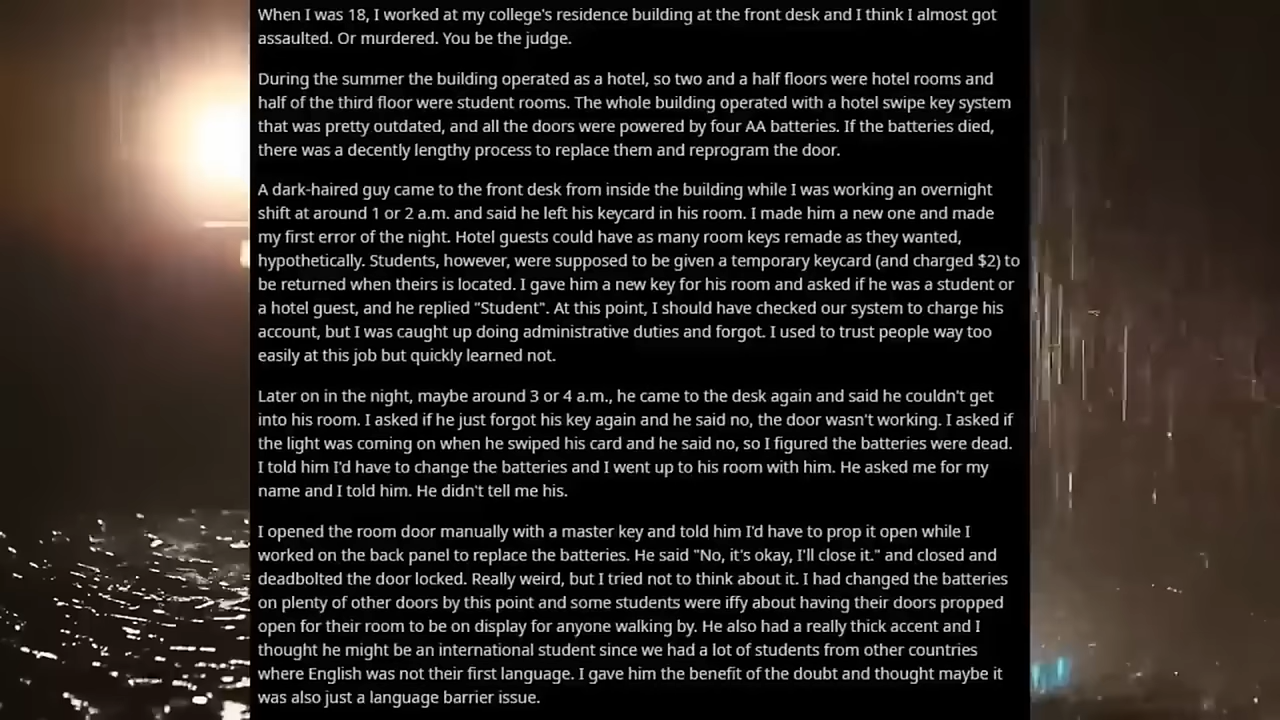 When I was 18, I worked at my college's residence building at the front desk and I think I almost got
assaulted. Or murdered. You be the judge.
During the summer the building operated as a hotel, so two and a half floors were hotel rooms and
half of the third floor were student rooms. The whole building operated with a hotel swipe key system
that was pretty outdated, and all the doors were powered by four AA batteries. If the batteries died,
there was a decently lengthy process to replace them and reprogram the door.
A dark-haired guy came to the front desk from inside the building while I was working an overnight
shift at around 1 or 2 a.m. and said he left his keycard in his room. I made him a new one and made
my first error of the night. Hotel guests could have as many room keys remade as they wanted,
hypothetically. Students, however, were supposed to be given a temporary keycard (and charged $2) to
be returned when theirs is located. I gave him a new key for his room and asked if he was a student or
a hotel guest, and he replied "Student". At this point, I should have checked our system to charge his
account, but I was caught up doing administrative duties and forgot. I used to trust people way too
easily at this job but quickly learned not.
Later on in the night, maybe around 3 or 4 a.m., he came to the desk again and said he couldn't get
into his room. I asked if he just forgot his key again and he said no, the door wasn't working. I asked if
the light was coming on when he swiped his card and he said no, so I figured the batteries were dead.
I told him I'd have to change the batteries and I went up to his room with him. He asked me for my
name and I told him. He didn't tell me his.
I opened the room door manually with a master key and told him I'd have to prop it open while I
worked on the back panel to replace the batteries. He said "No, it's okay, I'll close it." and closed and
deadbolted the door locked. Really weird, but I tried not to think about it. I had changed the batteries
on plenty of other doors by this point and some students were iffy about having their doors propped
open for their room to be on display for anyone walking by. He also had a really thick accent and I
thought he might be an international student since we had a lot of students from other countries
where English was not their first language. I gave him the benefit of the doubt and thought maybe it
was also just a language barrier issue.